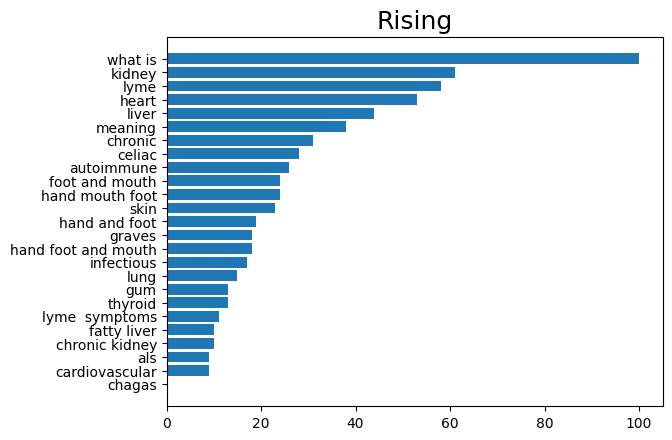 Rising
what is
kidney
lyme
heart
liver
meaning
chronic
celiac
autoimmune
foot and mouth
hand mouth foot
skin
hand and foot
graves
hand foot and mouth
infectious
lung
gum
thyroid
lyme  symptoms
fatty liver
chronic kidney
als
cardiovascular
chagas
0 20 40 60 80 100